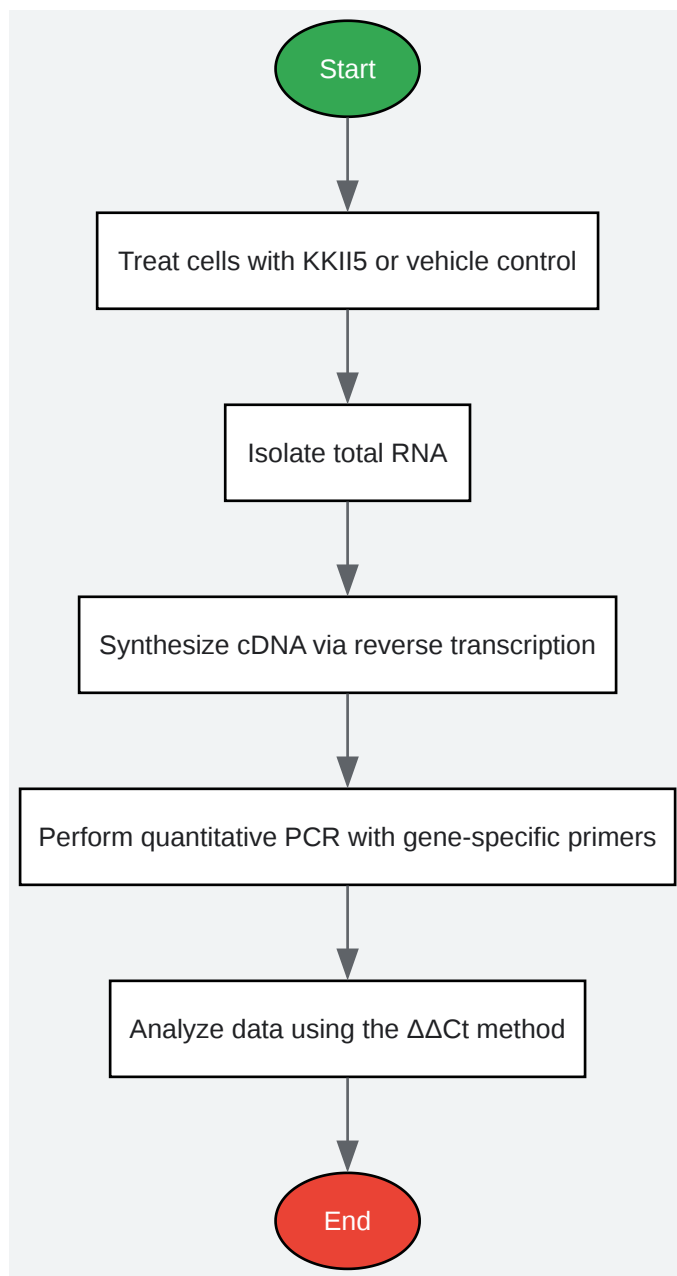 Start
Treat cells with KKII5 or vehicle control
Isolate total RNA
Synthesize cDNA via reverse transcription
Perform quantitative PCR with gene-specific primers
Analyze data using the ΔΔCt method
End